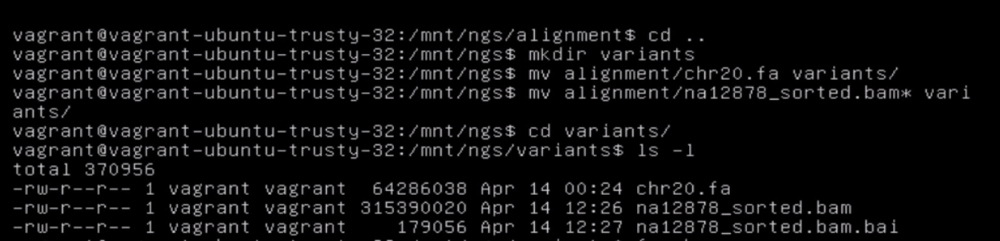 vagrant@vagrant-ubuntu-trusty-32:/mnt/ngs/alignment$ cd ..
vagrant@vagrant-ubuntu-trusty-32:/mnt/ngs$ mkdir variants
vagrant@vagrant-ubuntu-trusty-32:/mnt/ngs$ mv alignment/chr20.fa variants/
vagrant@vagrant-ubuntu-trusty-32:/mnt/ngs$ mv alignment/na12878_sorted.bam* vari
ants/
vagrant@vagrant-ubuntu-trusty-32:/mnt/ngs$ cd variants/
vagrant@vagrant-ubuntu-trusty-32:/mnt/ngs/variants$ ls -l
total 370956
-rw-r--r-- 1 vagrant vagrant  64286038 Apr 14 00:24 chr20.fa
-rw-r--r-- 1 vagrant vagrant 315390020 Apr 14 12:26 na12878_sorted.bam
-rw-r--r-- 1 vagrant vagrant    179056 Apr 14 12:27 na12878_sorted.bam.bai